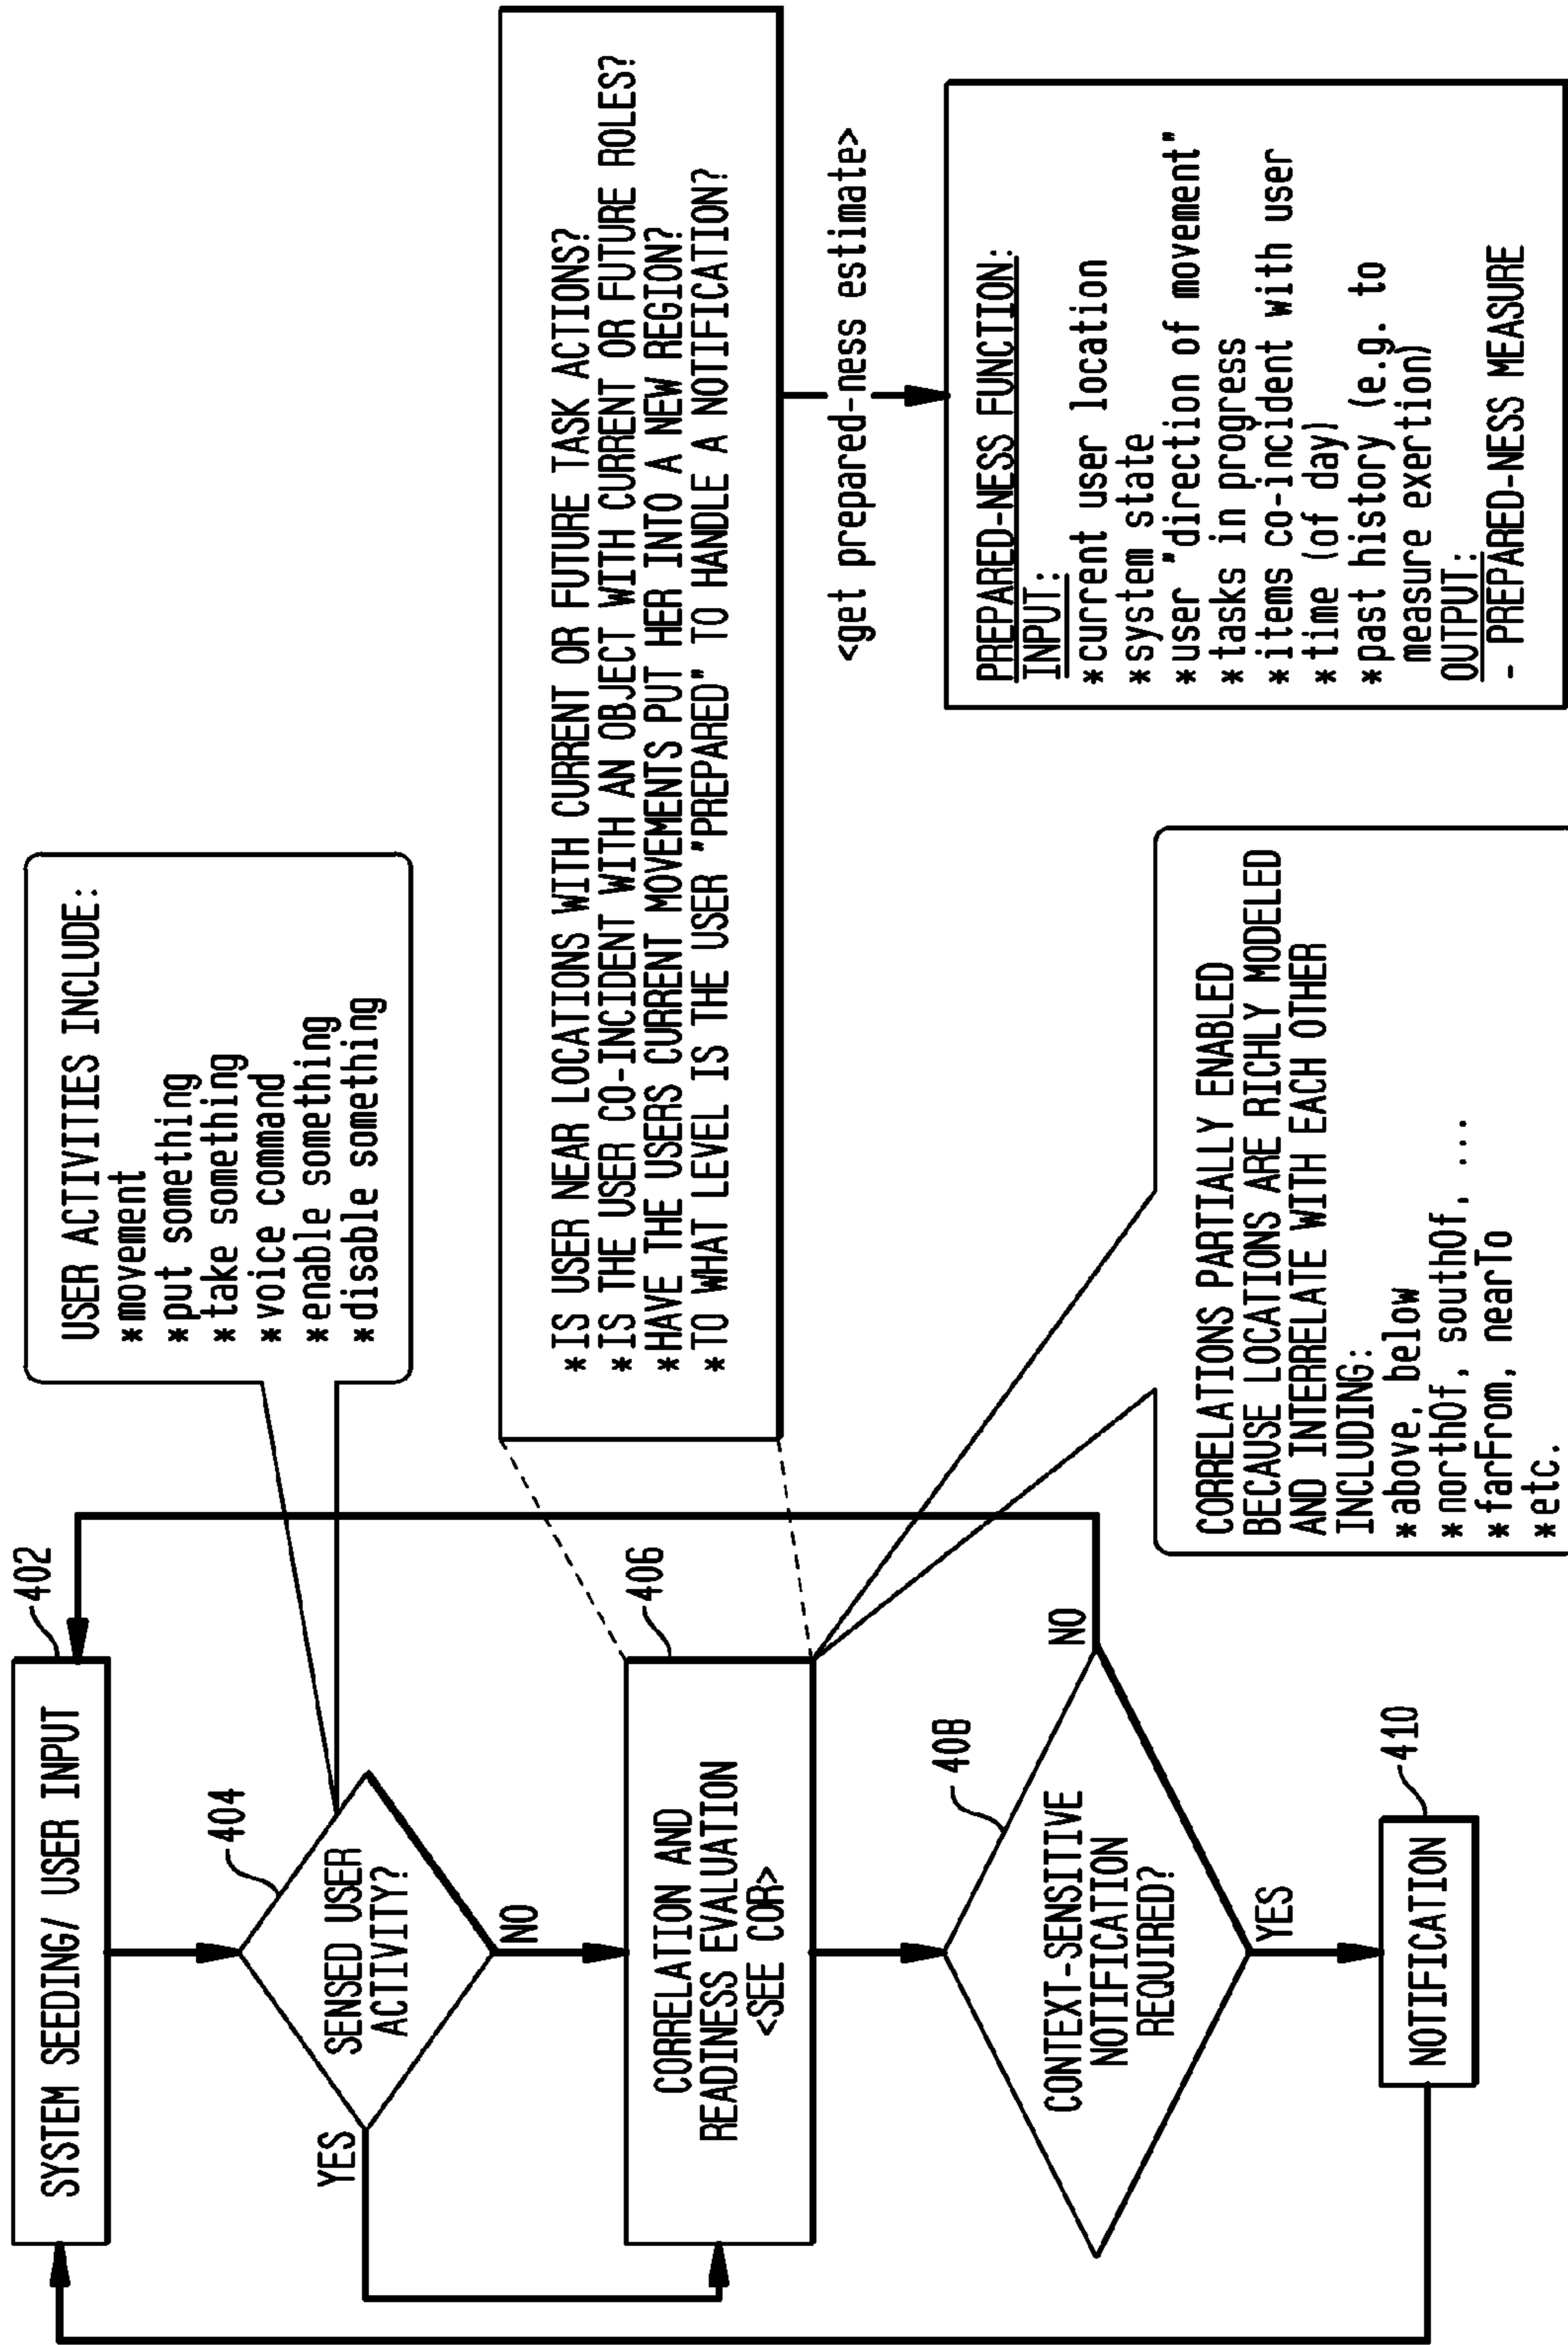 SYSTEM SEEDING/ USER INPUT
402
SENSED USER
ACTIVITY?
404
YES
NO
USER ACTIVITIES INCLUDE:
*movement
*put something
*take something
*voice command
*enable something
*disable something
CORRELATION AND
READINESS EVALUATION
<SEE COR>
406
*IS USER NEAR LOCATIONS WITH CURRENT OR FUTURE TASK ACTIONS?
*IS THE USER CO-INCIDENT WITH AN OBJECT WITH CURRENT OR FUTURE ROLES?
*HAVE THE USERS CURRENT MOVEMENTS PUT HER INTO A NEW REGION?
*TO WHAT LEVEL IS THE USER "PREPARED" TO HANDLE A NOTIFICATION?
<get prepared-ness estimate>
PREPARED-NESS FUNCTION:
INPUT:
*current user location
*system state
*user "direction of movement"
*tasks in progress
*items co-incident with user
*time (of day)
*past history (e.g. to
measure exertion)
OUTPUT:
- PREPARED-NESS MEASURE
CORRELATIONS PARTIALLY ENABLED
BECAUSE LOCATIONS ARE RICHLY MODELED
AND INTERRELATE WITH EACH OTHER
INCLUDING:
*above, below
*northOf, southOf, ...
*farFrom, nearTo
*etc.
CONTEXT-SENSITIVE
NOTIFICATION
REQUIRED?
408
NO
YES
NOTIFICATION
410